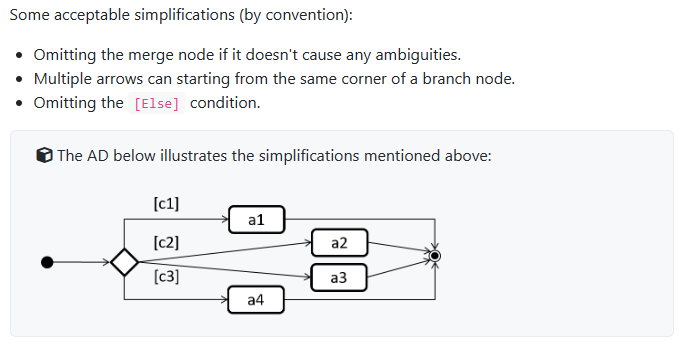 Some acceptable simplifications (by convention):
Omitting the merge node if it doesn't cause any ambiguities.
Multiple arrows can starting from the same corner of a branch node.
Omitting the [Else] condition.
The AD below illustrates the simplifications mentioned above:
[c1]
a1
[c2]
a2
[c3]
a3
a4